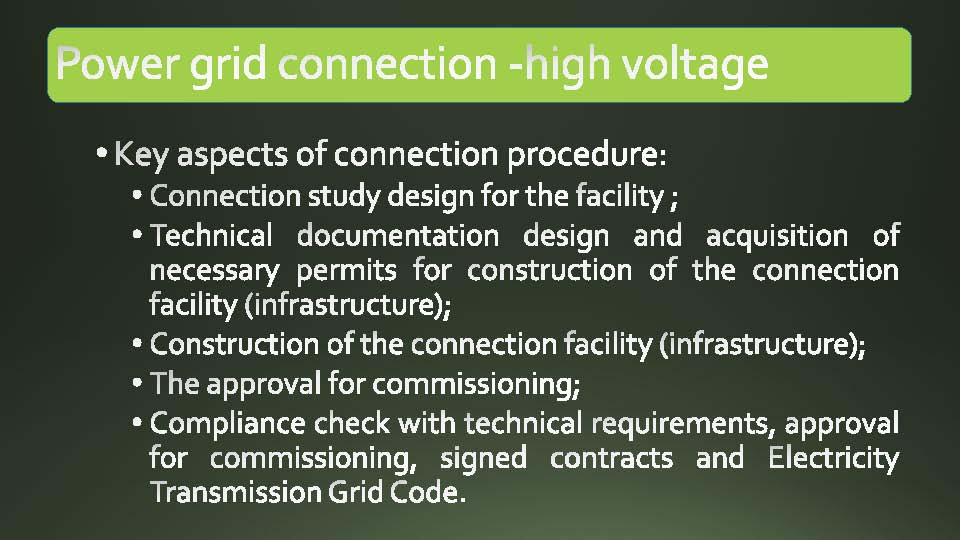 Power grid connection -high voltage
• Key aspects of connection procedure:
• Connection study design for the facility ;
• Technical documentation design and acquisition of
necessary permits for construction of the connection
facility (infrastructure);
• Construction of the connection facility (infrastructure);
• The approval for commissioning;
• Compliance check with technical requirements, approval
for commissioning, signed contracts and Electricity
Transmission Grid Code.